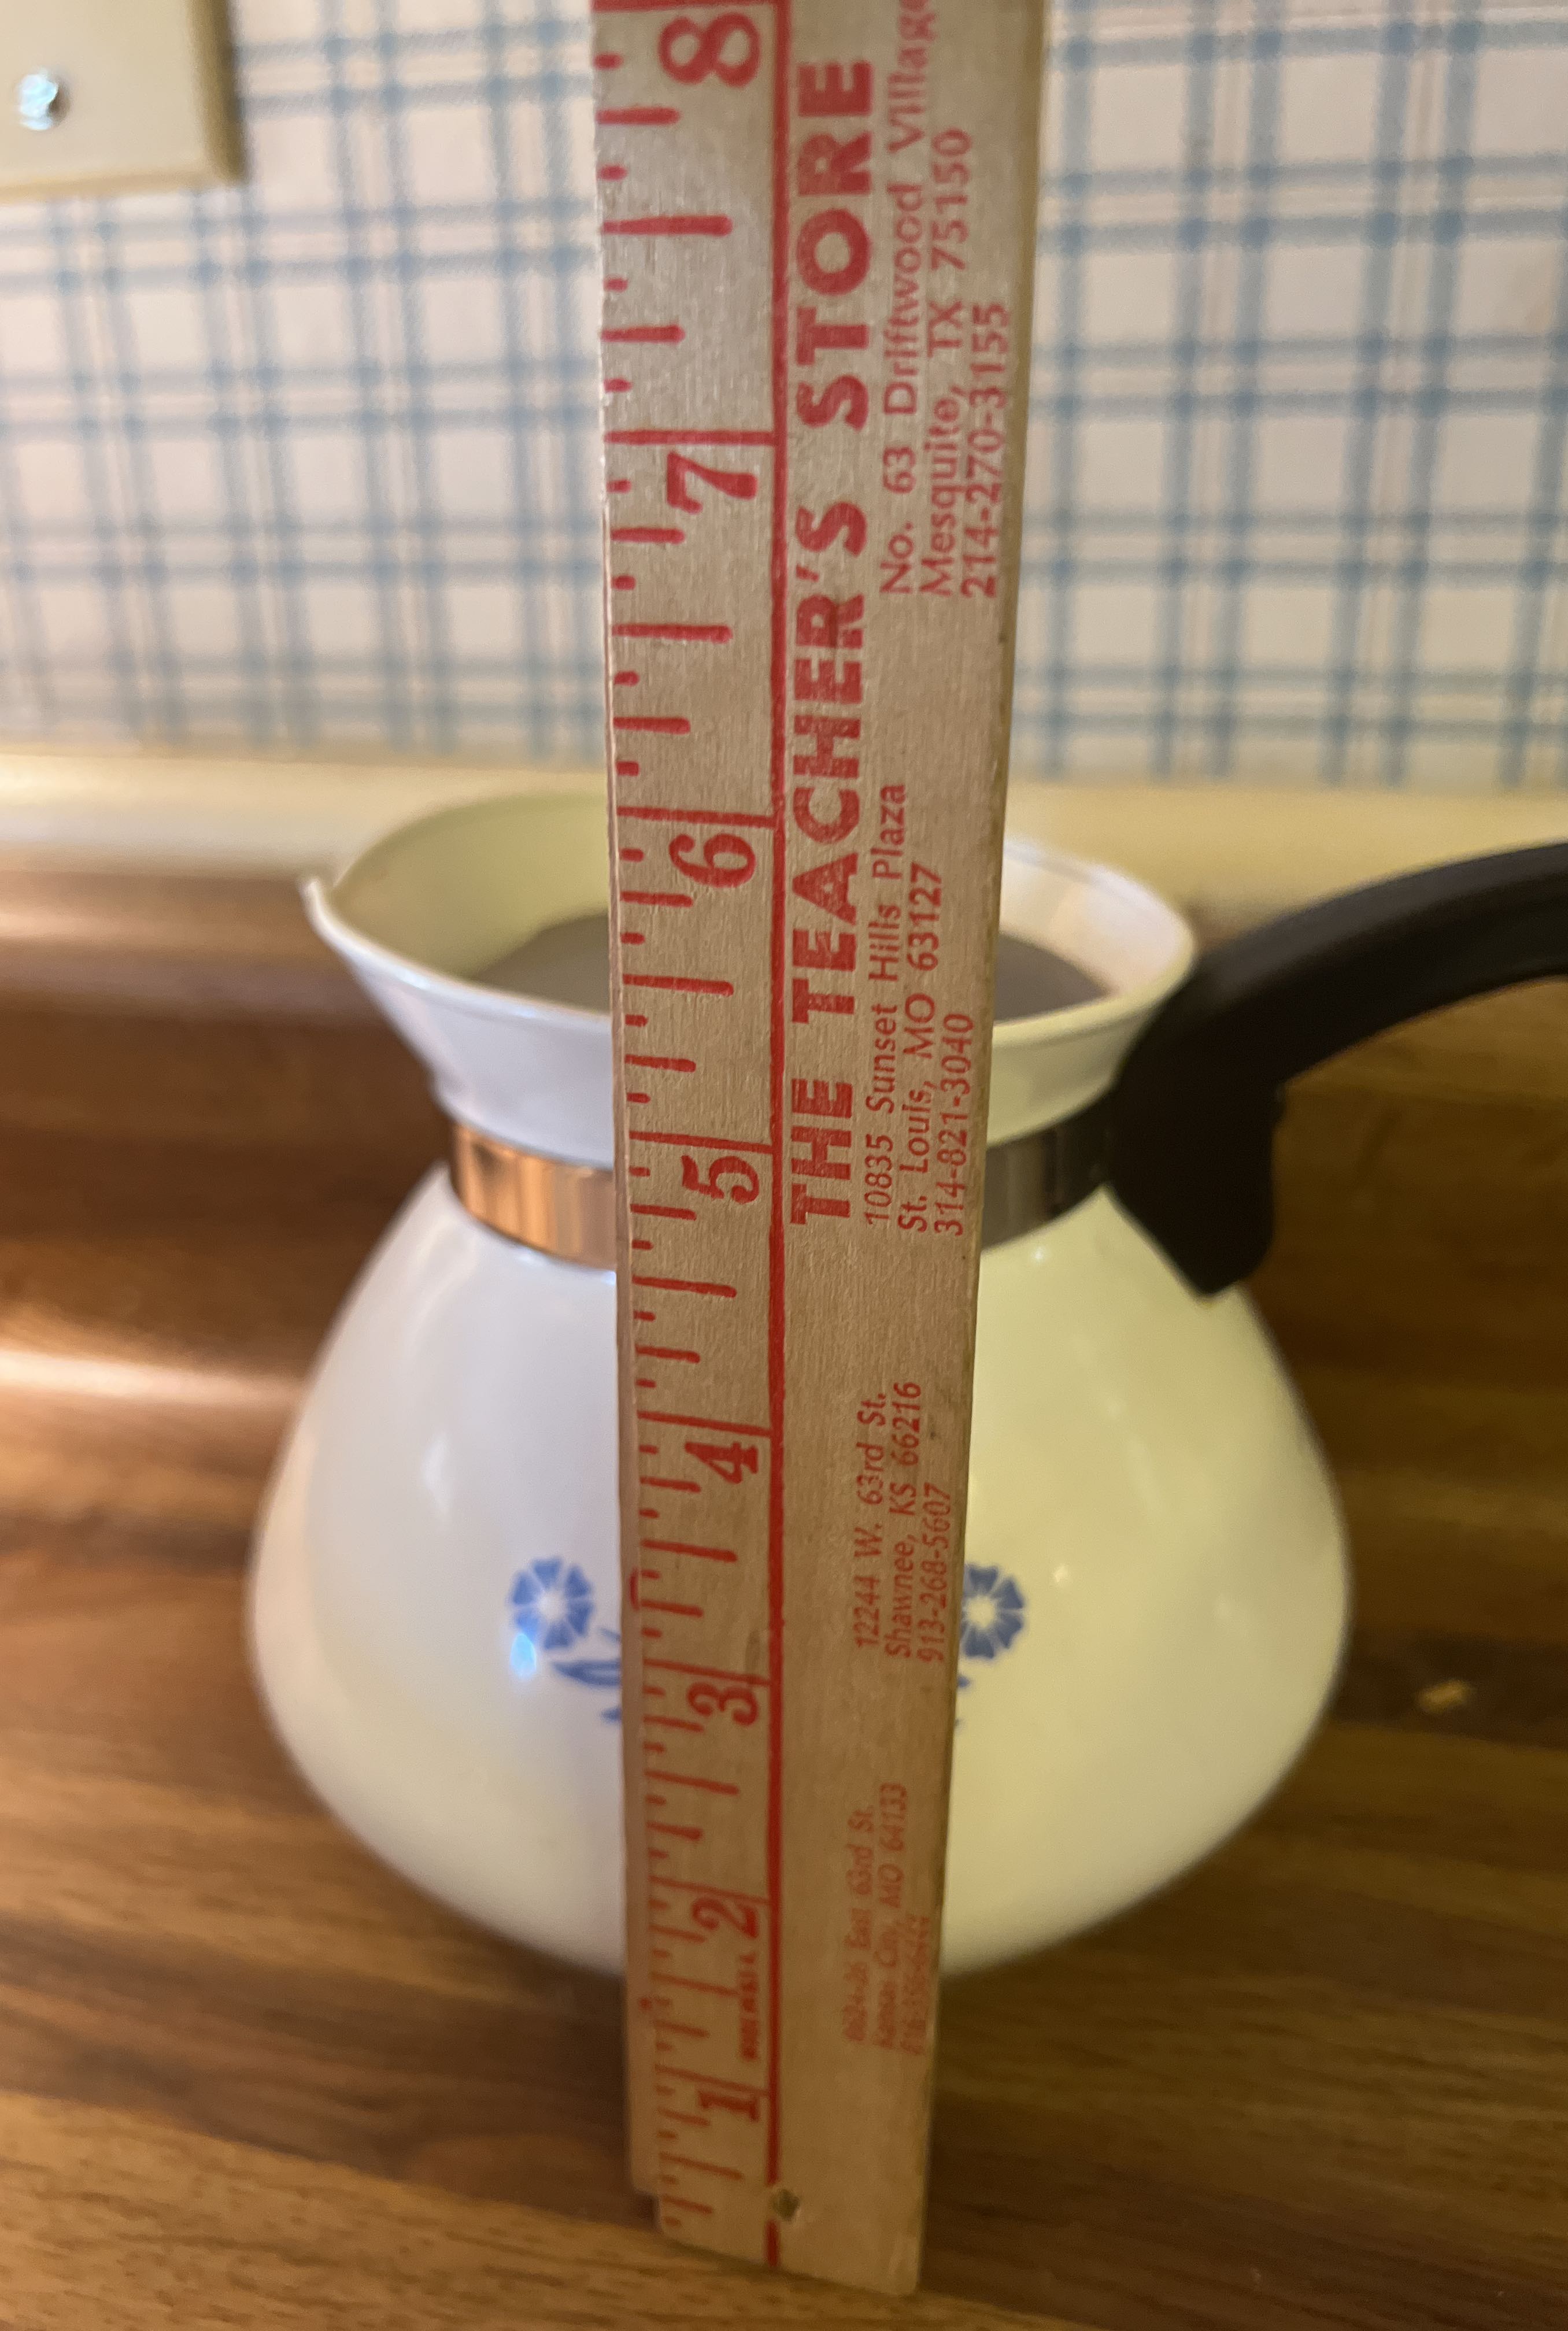 8
7
6
5
4
3
2
1
THE TEACHER'S STORE
No. 63 Driftwood Village
Mesquite, TX 75150
214-270-3155
10835 Sunset Hills Plaza
St. Louis, MO 63127
314-821-3040
12244 W. 63rd St.
Shawnee, KS 66216
913-268-5607
East 63rd St.
Kansas City, MO 64133